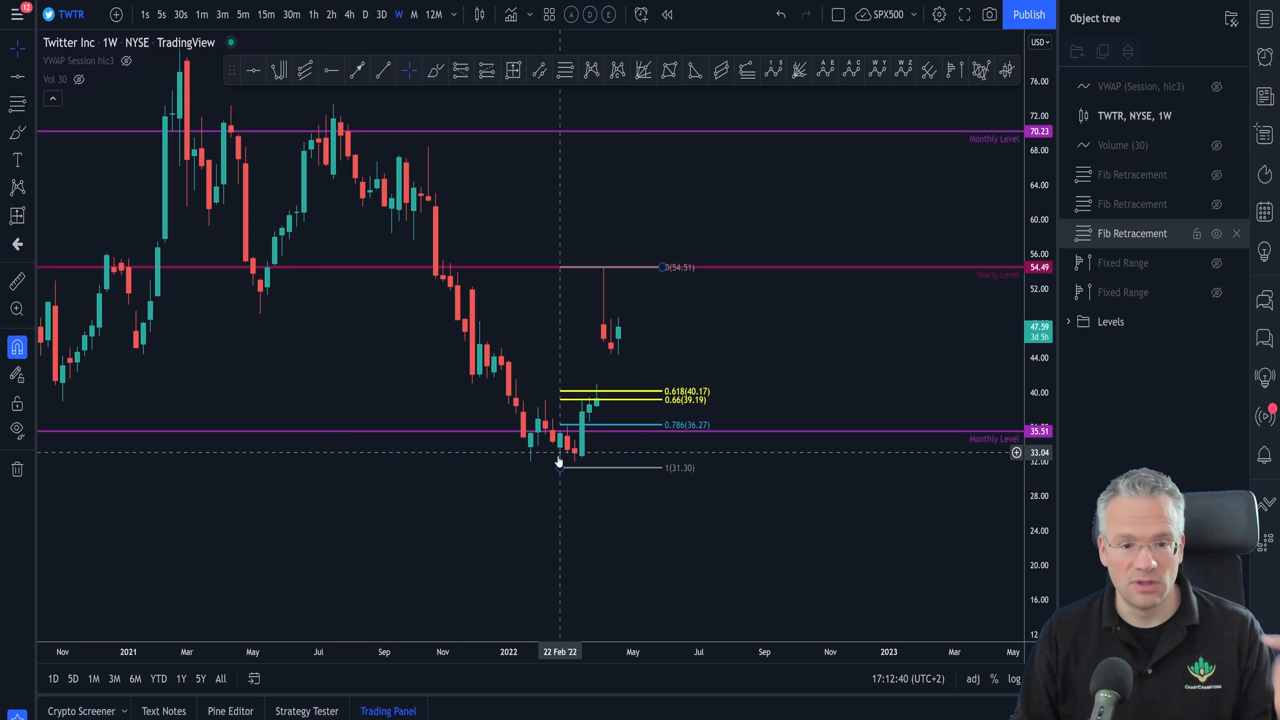 12
TWTR
1s 5s 30s 1m 3m 5m 15m 30m 1h 2h 4h D 3D W M 12M
A D E
SPX500
Publish
Object tree
Twitter Inc · 1W · NYSE · TradingView
USD
VWAP Session hlc3
Vol 30
1 5
A E
A C
W Y
W Z
VWAP (Session, hlc3)
TWTR, NYSE, 1W
Volume (30)
Fib Retracement
Fib Retracement
Fib Retracement
Fixed Range
Fixed Range
Levels
76.00
72.00
70.23
Monthly Level
68.00
64.00
60.00
56.00
0(54.51)
54.49
Yearly Level
52.00
47.59
3d 5h
44.00
0.618(40.17)
40.00
0.66(39.19)
0.786(36.27)
35.51
Monthly Level
33.04
32.00
1(31.30)
28.00
24.00
20.00
16.00
12
Nov 2021 Mar May Jul Sep Nov 2022 22 Feb '22 May Jul Sep Nov 2023 Mar May
1D 5D 1M 3M 6M YTD 1Y 5Y All
17:12:40 (UTC+2)
adj % log
Crypto Screener Text Notes Pine Editor Strategy Tester Trading Panel
CHARTCHAMPIONS